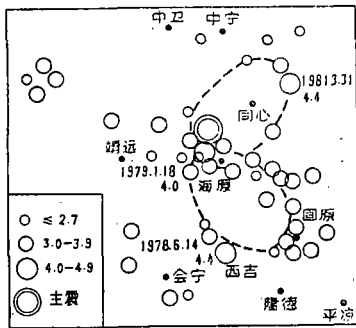 中卫 中宁
19813.31
4.4
同心
靖远
1979.1.18
4.0 海原
固原
≤ 2.7
3.0-3.9
4.0-4.9
主震
1978.6.14
4.4 西吉
会宁
隆德
平凉